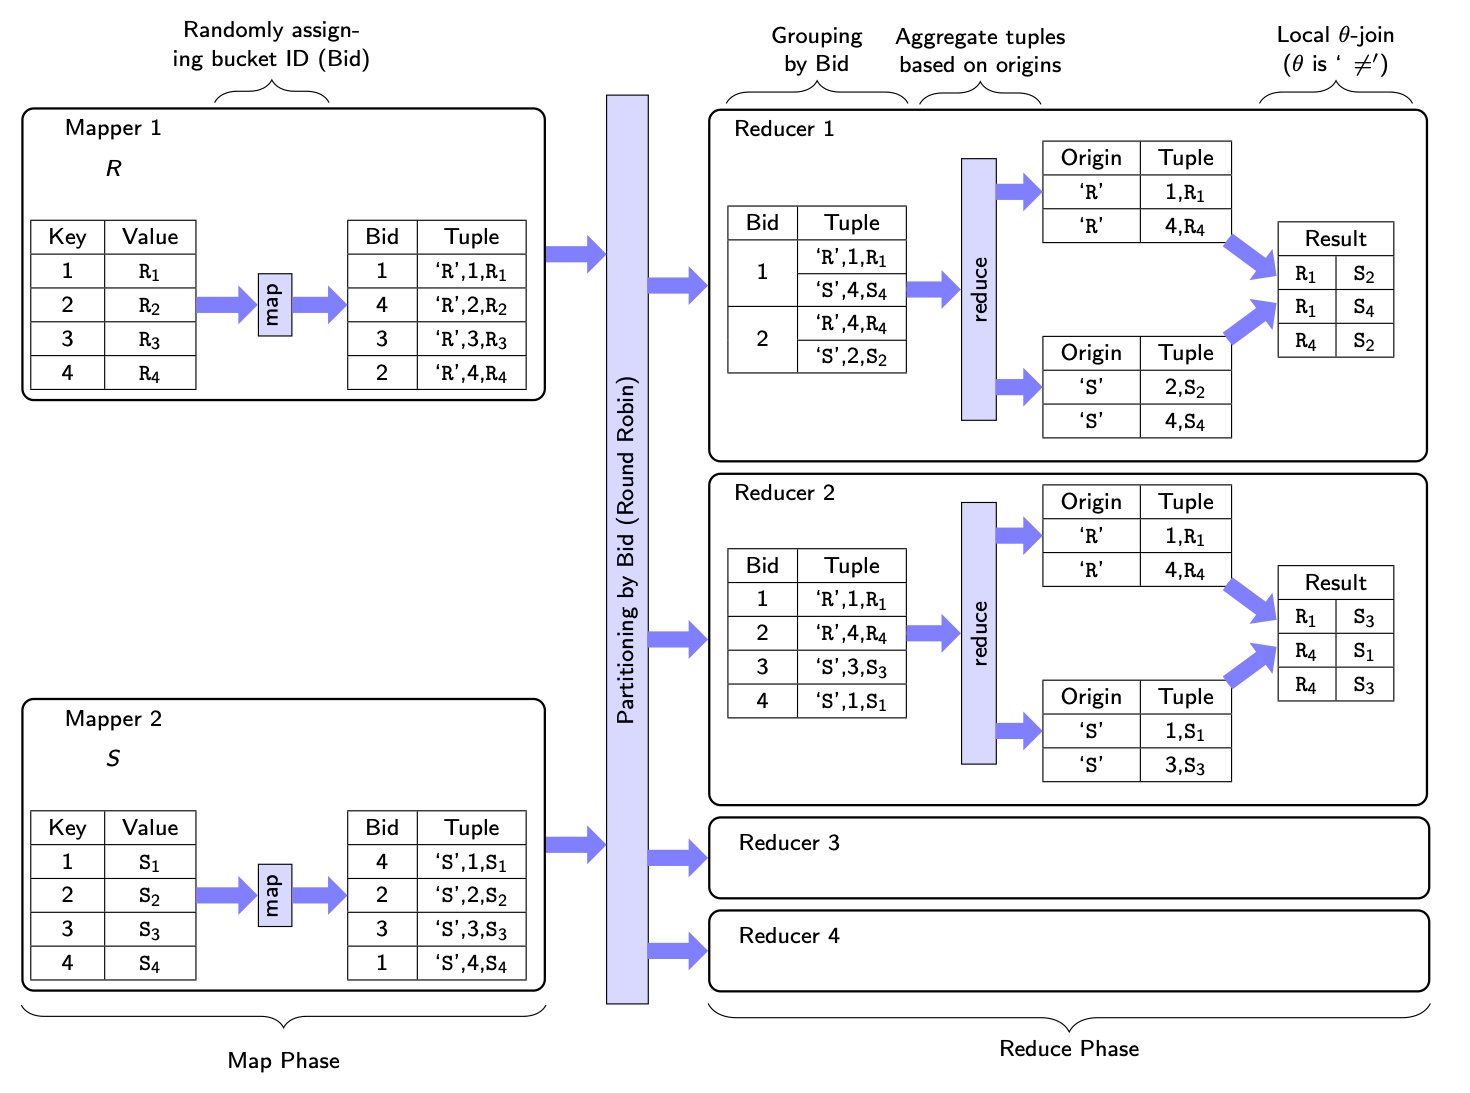 Randomly assign-
ing bucket ID (Bid)
Mapper 1
R
Key Value
1 R1
2 R2
3 R3
4 R4
map
Bid Tuple
1 ‘R’,1,R1
4 ‘R’,2,R2
3 ‘R’,3,R3
2 ‘R’,4,R4
Mapper 2
S
Key Value
1 S1
2 S2
3 S3
4 S4
map
Bid Tuple
4 ‘S’,1,S1
2 ‘S’,2,S2
3 ‘S’,3,S3
1 ‘S’,4,S4
Map Phase
Partitioning by Bid (Round Robin)
Grouping
by Bid
Aggregate tuples
based on origins
Local θ-join
(θ is ‘ ≠′)
Reducer 1
Bid Tuple
1 ‘R’,1,R1
‘S’,4,S4
2 ‘R’,4,R4
‘S’,2,S2
reduce
Origin Tuple
‘R’ 1,R1
‘R’ 4,R4
Origin Tuple
‘S’ 2,S2
‘S’ 4,S4
Result
R1 S2
R1 S4
R4 S2
Reducer 2
Bid Tuple
1 ‘R’,1,R1
2 ‘R’,4,R4
3 ‘S’,3,S3
4 ‘S’,1,S1
reduce
Origin Tuple
‘R’ 1,R1
‘R’ 4,R4
Origin Tuple
‘S’ 1,S1
‘S’ 3,S3
Result
R1 S3
R4 S1
R4 S3
Reducer 3
Reducer 4
Reduce Phase